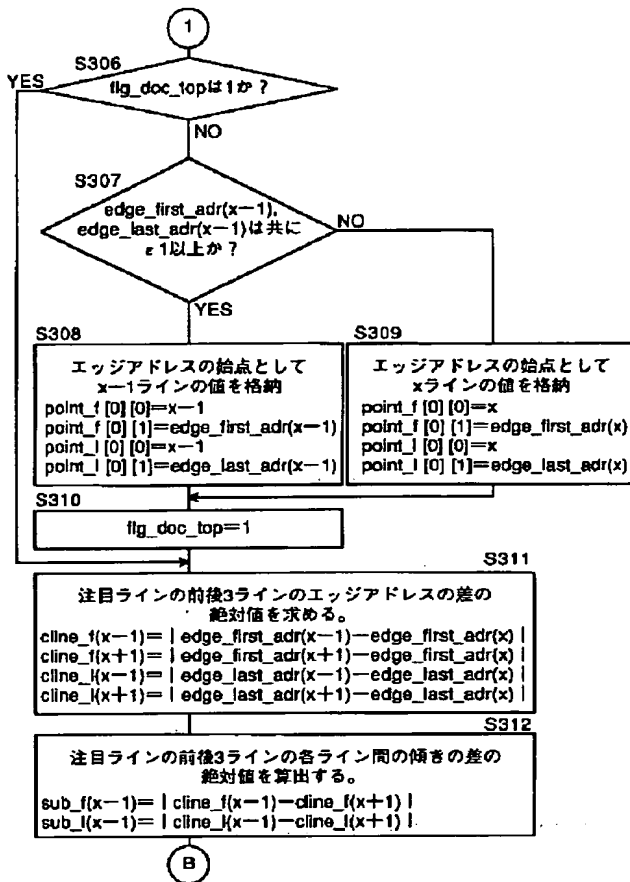 1
S306
YES
flg_doc_topは1か？
NO
S307
edge_first_adr(x−1),
edge_last_adr(x−1)は共に
ε1以上か？
NO
YES
S308
エッジアドレスの始点として
x−1ラインの値を格納
point_f [0] [0]=x−1
point_f [0] [1]=edge_first_adr(x−1)
point_l [0] [0]=x−1
point_l [0] [1]=edge_last_adr(x−1)
S309
エッジアドレスの始点として
xラインの値を格納
point_f [0] [0]=x
point_f [0] [1]=edge_first_adr(x)
point_l [0] [0]=x
point_l [0] [1]=edge_last_adr(x)
S310
flg_doc_top=1
S311
注目ラインの前後3ラインのエッジアドレスの差の
絶対値を求める。
cline_f(x−1)=｜edge_first_adr(x−1)−edge_first_adr(x)｜
cline_f(x+1)=｜edge_first_adr(x+1)−edge_first_adr(x)｜
cline_l(x−1)=｜edge_last_adr(x−1)−edge_last_adr(x)｜
cline_l(x+1)=｜edge_last_adr(x+1)−edge_last_adr(x)｜
S312
注目ラインの前後3ラインの各ライン間の傾きの差の
絶対値を算出する。
sub_f(x−1)=｜cline_f(x−1)−cline_f(x+1)｜
sub_l(x−1)=｜cline_l(x−1)−cline_l(x+1)｜
B